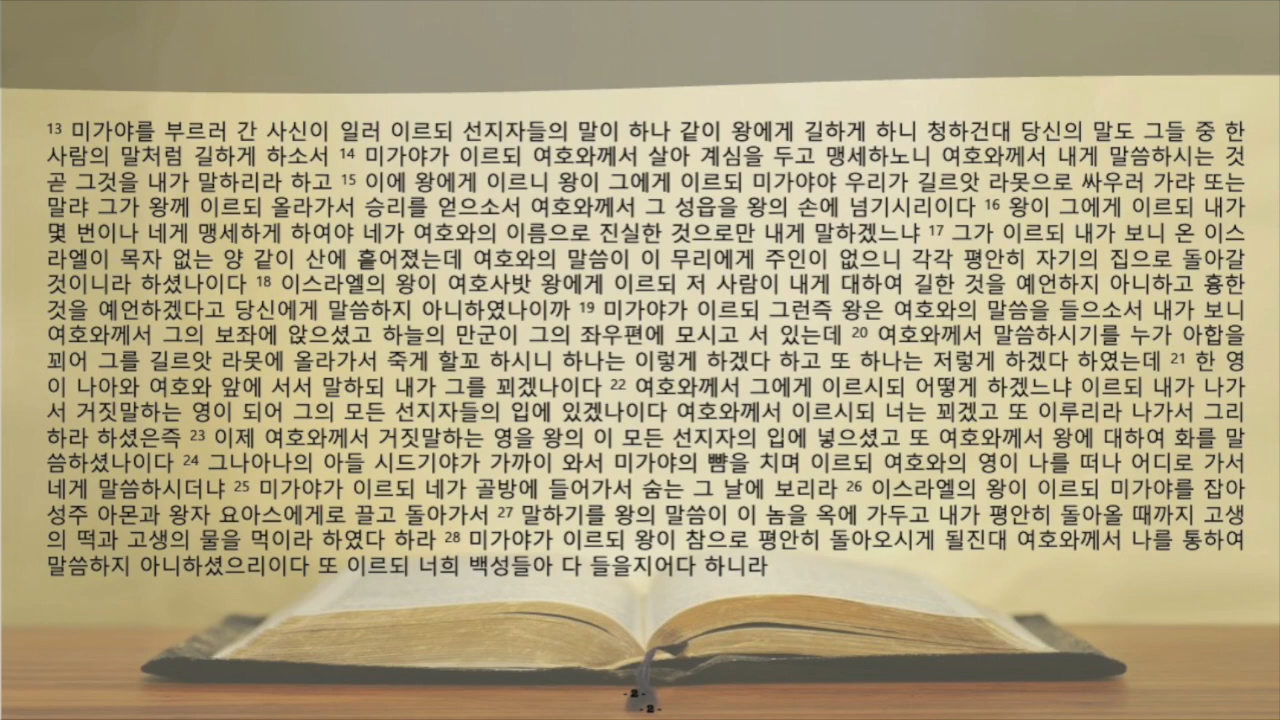 13 미가야를 부르러 간 사신이 일러 이르되 선지자들의 말이 하나 같이 왕에게 길하게 하니 청하건대 당신의 말도 그들 중 한
사람의 말처럼 길하게 하소서 14 미가야가 이르되 여호와께서 살아 계심을 두고 맹세하노니 여호와께서 내게 말씀하시는 것
곧 그것을 내가 말하리라 하고 15 이에 왕에게 이르니 왕이 그에게 이르되 미가야야 우리가 길르앗 라못으로 싸우러 가랴 또는
말랴 그가 왕께 이르되 올라가서 승리를 얻으소서 여호와께서 그 성읍을 왕의 손에 넘기시리이다 16 왕이 그에게 이르되 내가
몇 번이나 네게 맹세하게 하여야 네가 여호와의 이름으로 진실한 것으로만 내게 말하겠느냐 17 그가 이르되 내가 보니 온 이스
라엘이 목자 없는 양 같이 산에 흩어졌는데 여호와의 말씀이 이 무리에게 주인이 없으니 각각 평안히 자기의 집으로 돌아갈
것이니라 하셨나이다 18 이스라엘의 왕이 여호사밧 왕에게 이르되 저 사람이 내게 대하여 길한 것을 예언하지 아니하고 흉한
것을 예언하겠다고 당신에게 말씀하지 아니하였나이까 19 미가야가 이르되 그런즉 왕은 여호와의 말씀을 들으소서 내가 보니
여호와께서 그의 보좌에 앉으셨고 하늘의 만군이 그의 좌우편에 모시고 서 있는데 20 여호와께서 말씀하시기를 누가 아합을
꾀어 그를 길르앗 라못에 올라가서 죽게 할꼬 하시니 하나는 이렇게 하겠다 하고 또 하나는 저렇게 하겠다 하였는데 21 한 영
이 나아와 여호와 앞에 서서 말하되 내가 그를 꾀겠나이다 22 여호와께서 그에게 이르시되 어떻게 하겠느냐 이르되 내가 나가
서 거짓말하는 영이 되어 그의 모든 선지자들의 입에 있겠나이다 여호와께서 이르시되 너는 꾀겠고 또 이루리라 나가서 그리
하라 하셨은즉 23 이제 여호와께서 거짓말하는 영을 왕의 이 모든 선지자의 입에 넣으셨고 또 여호와께서 왕에 대하여 화를 말
씀하셨나이다 24 그나아나의 아들 시드기야가 가까이 와서 미가야의 뺨을 치며 이르되 여호와의 영이 나를 떠나 어디로 가서
네게 말씀하시더냐 25 미가야가 이르되 네가 골방에 들어가서 숨는 그 날에 보리라 26 이스라엘의 왕이 이르되 미가야를 잡아
성주 아몬과 왕자 요아스에게로 끌고 돌아가서 27 말하기를 왕의 말씀이 이 놈을 옥에 가두고 내가 평안히 돌아올 때까지 고생
의 떡과 고생의 물을 먹이라 하였다 하라 28 미가야가 이르되 왕이 참으로 평안히 돌아오시게 될진대 여호와께서 나를 통하여
말씀하지 아니하셨으리이다 또 이르되 너희 백성들아 다 들을지어다 하니라
- 2 -
- 2 -